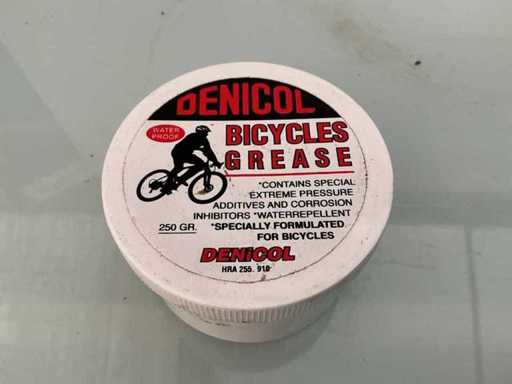 DENICOL
WATER
PROOF
BICYCLES
GREASE
*CONTAINS SPECIAL
EXTREME PRESSURE
ADDITIVES AND CORROSION
INHIBITORS *WATERREPELLENT
250 GR.
*SPECIALLY FORMULATED
FOR BICYCLES
DENiCOL
HRA 255. 910